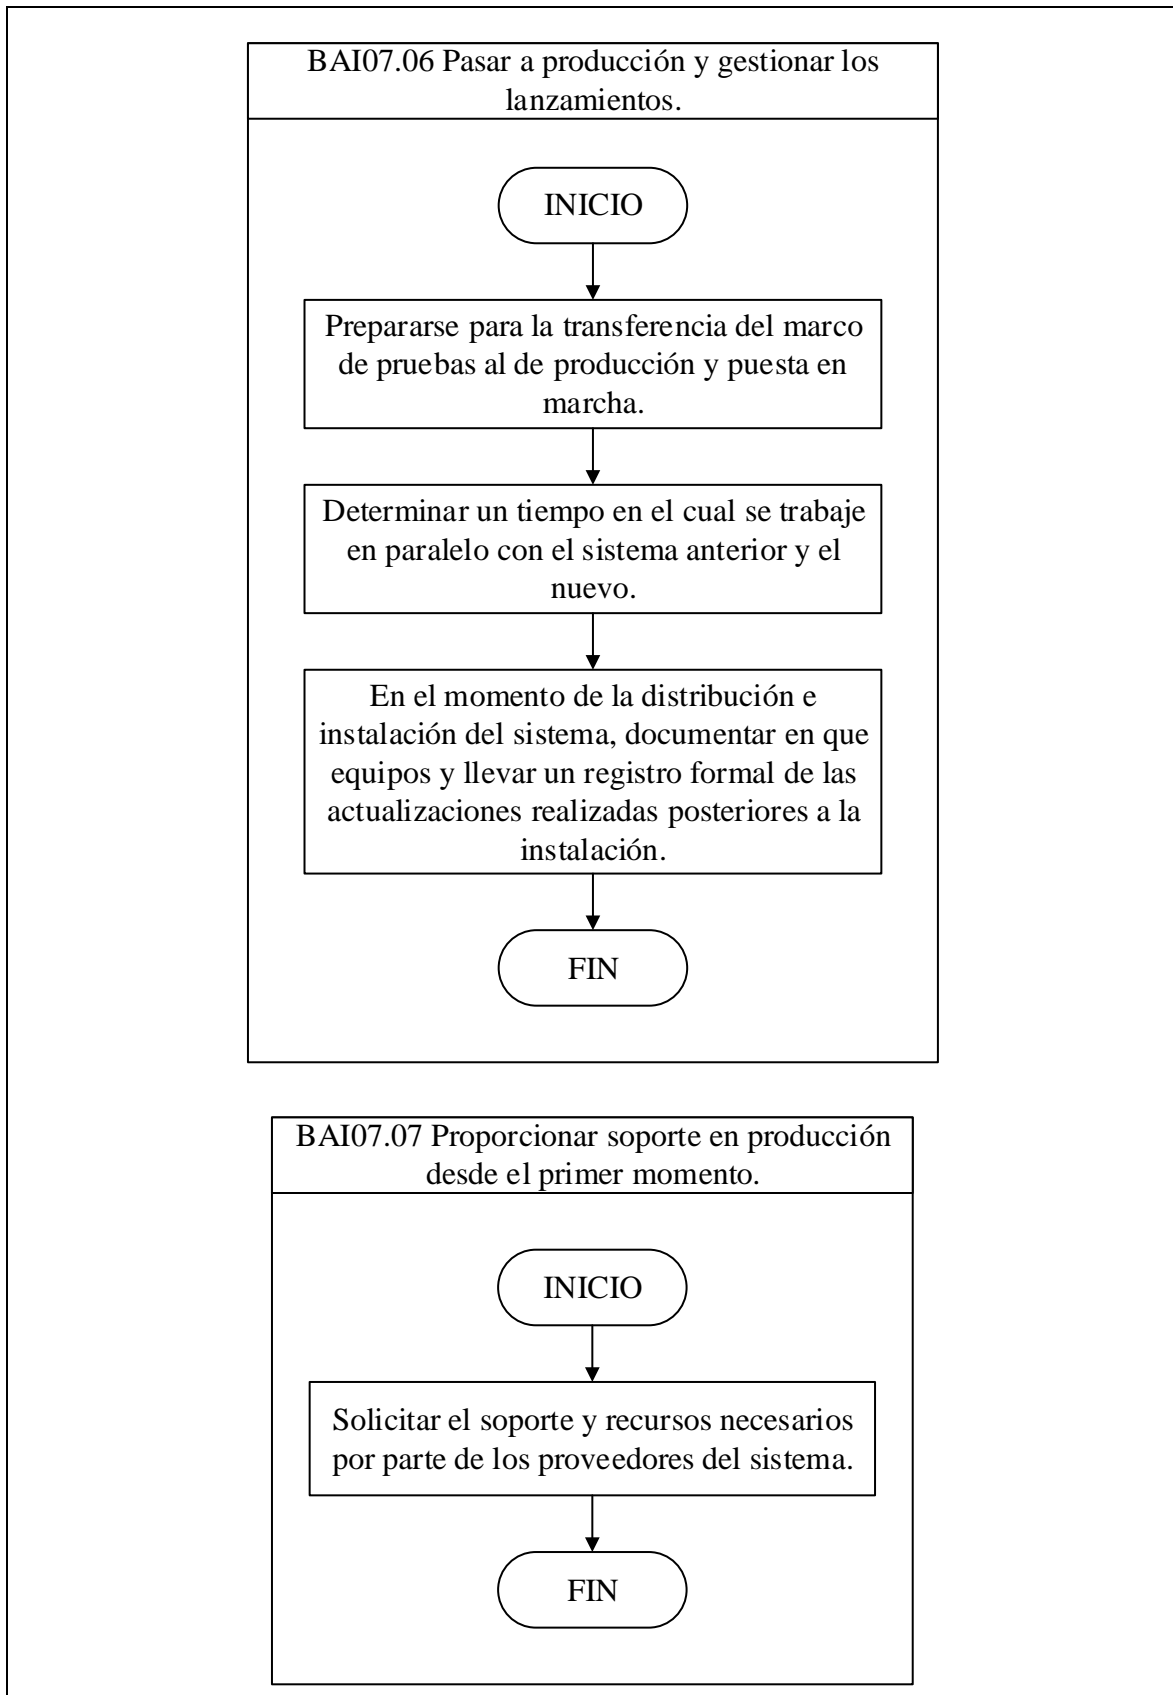 BAI07.06 Pasar a producción y gestionar los
lanzamientos.
INICIO
Prepararse para la transferencia del marco
de pruebas al de producción y puesta en
marcha.
Determinar un tiempo en el cual se trabaje
en paralelo con el sistema anterior y el
nuevo.
En el momento de la distribución e
instalación del sistema, documentar en que
equipos y llevar un registro formal de las
actualizaciones realizadas posteriores a la
instalación.
FIN
BAI07.07 Proporcionar soporte en producción
desde el primer momento.
INICIO
Solicitar el soporte y recursos necesarios
por parte de los proveedores del sistema.
FIN